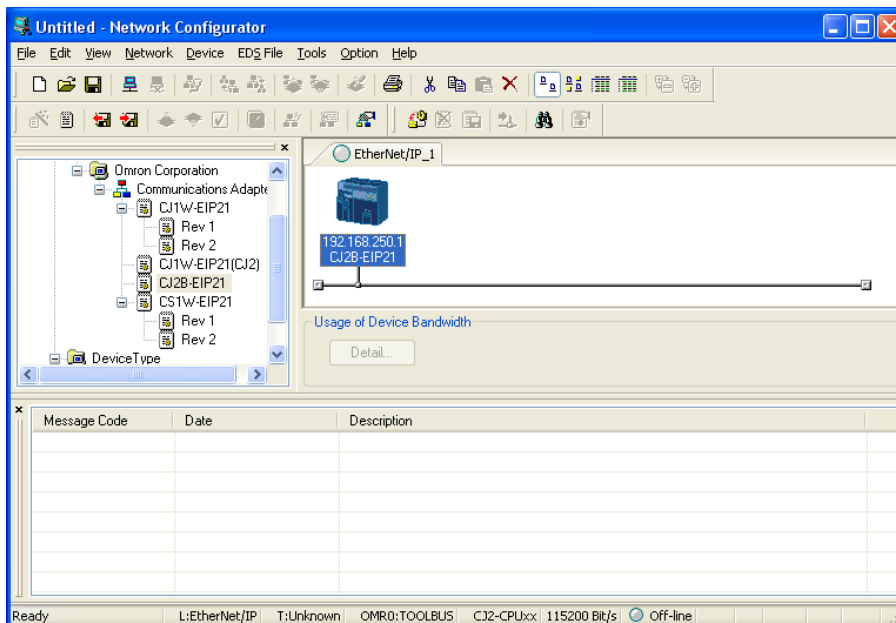 Untitled - Network Configurator
File Edit View Network Device EDS File Tools Option Help
Omron Corporation
Communications Adapte
CJ1W-EIP21
Rev 1
Rev 2
CJ1W-EIP21(CJ2)
CJ2B-EIP21
CS1W-EIP21
Rev 1
Rev 2
DeviceType
EtherNet/IP_1
192.168.250.1
CJ2B-EIP21
Usage of Device Bandwidth
Detail...
Message Code Date Description
Ready L:EtherNet/IP T:Unknown OMR0:TOOLBUS CJ2-CPUxx 115200 Bit/s Off-line